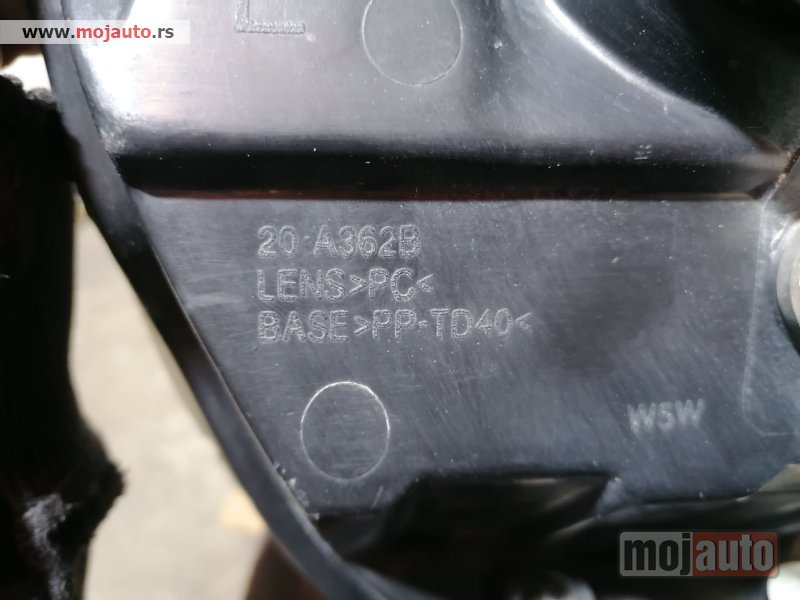 www.mojauto.rs
L
20-A362B
LENS>PC<
BASE>PP-TD40<
W5W
mojauto